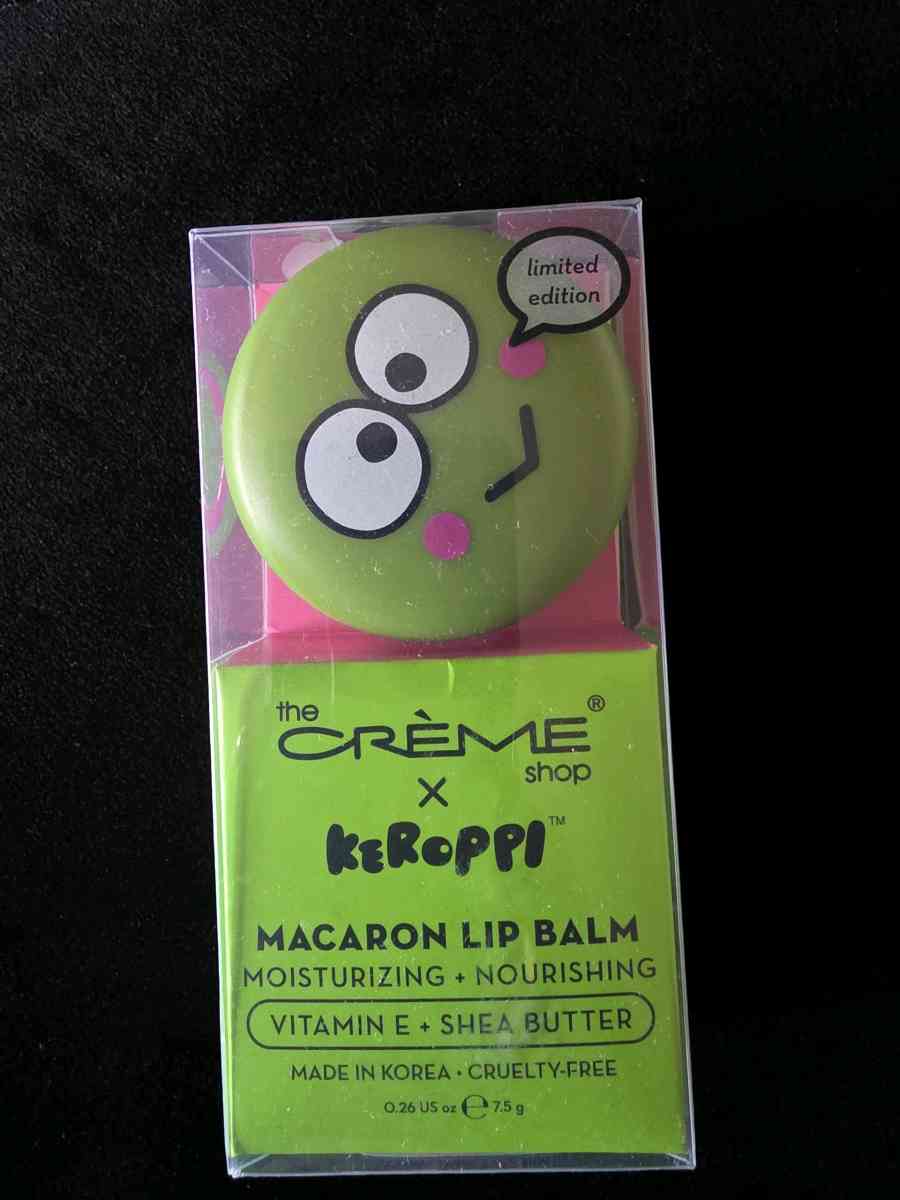 limited
edition
the
CRÈME®
shop
X
KEROPPI™
MACARON LIP BALM
MOISTURIZING + NOURISHING
VITAMIN E + SHEA BUTTER
MADE IN KOREA • CRUELTY-FREE
0.26 US oz ℮ 7.5 g